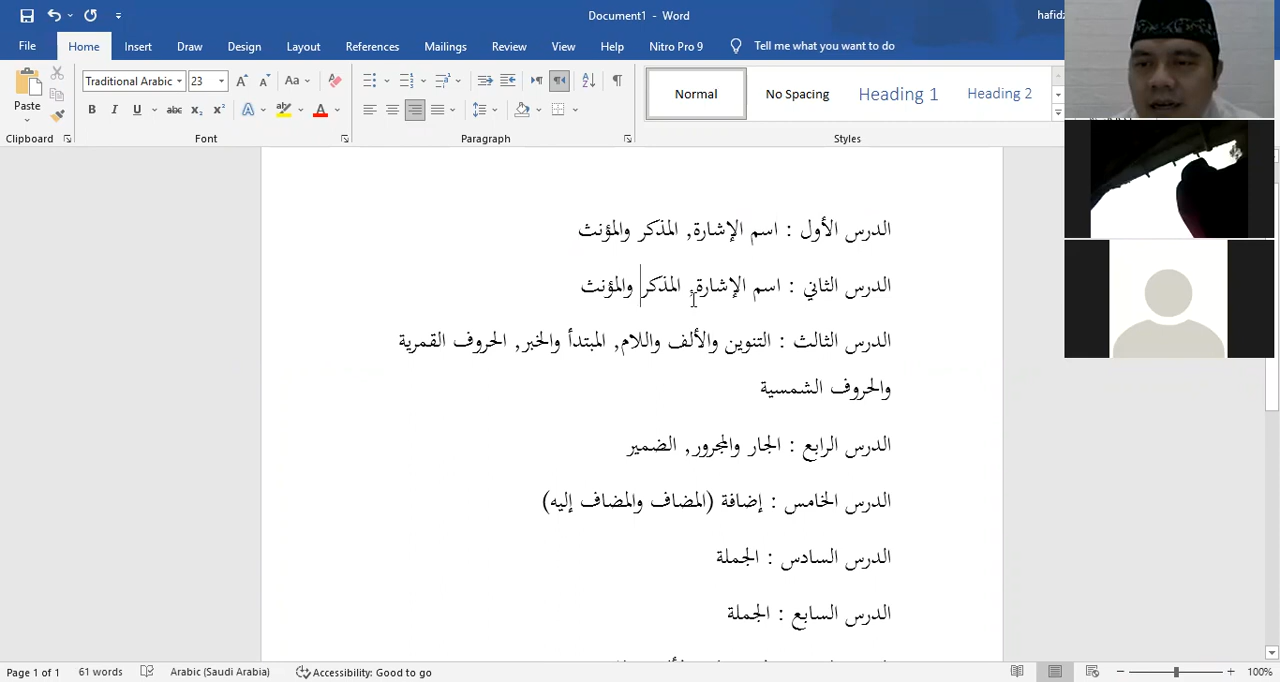 Document1 - Word
hafidz
File Home Insert Draw Design Layout References Mailings Review View Help Nitro Pro 9 Tell me what you want to do
Traditional Arabic 23
Paste
Normal No Spacing Heading 1 Heading 2
Clipboard Font Paragraph Styles
الدرس الأول : اسم الإشارة, المذكر والمؤنث
الدرس الثاني : اسم الإشارة, المذكر والمؤنث
الدرس الثالث : التنوين والألف واللام, المبتدأ والخبر, الحروف القمرية
والحروف الشمسية
الدرس الرابع : الجار والمجرور, الضمير
الدرس الخامس : إضافة (المضاف والمضاف إليه)
الدرس السادس : الجملة
الدرس السابع : الجملة
Page 1 of 1 61 words Arabic (Saudi Arabia) Accessibility: Good to go 100%